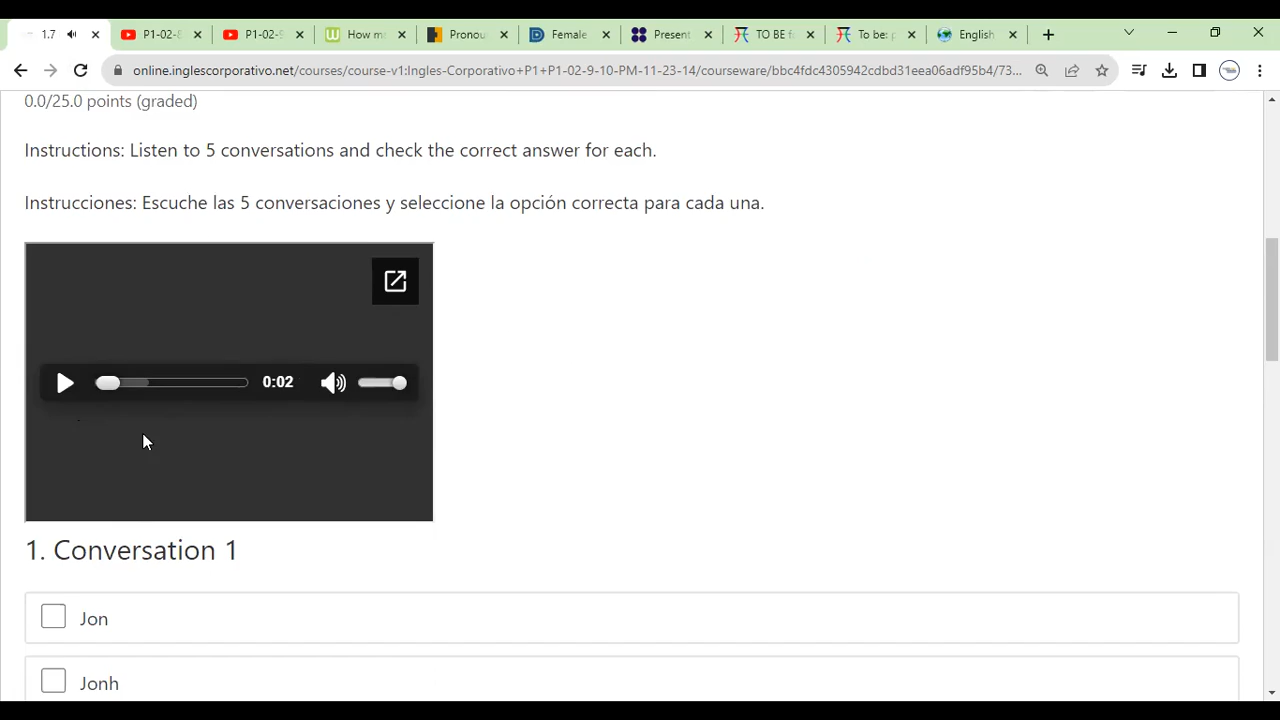 1.7
P1-02-
P1-02-9
How m
Pronou
Female
Present
TO BE f
To be: p
English
online.inglescorporativo.net/courses/course-v1:Ingles-Corporativo+P1+P1-02-9-10-PM-11-23-14/courseware/bbc4fdc4305942cdbd31eea06adf95b4/73...
0.0/25.0 points (graded)
Instructions: Listen to 5 conversations and check the correct answer for each.
Instrucciones: Escuche las 5 conversaciones y seleccione la opción correcta para cada una.
0:02
1. Conversation 1
Jon
Jonh